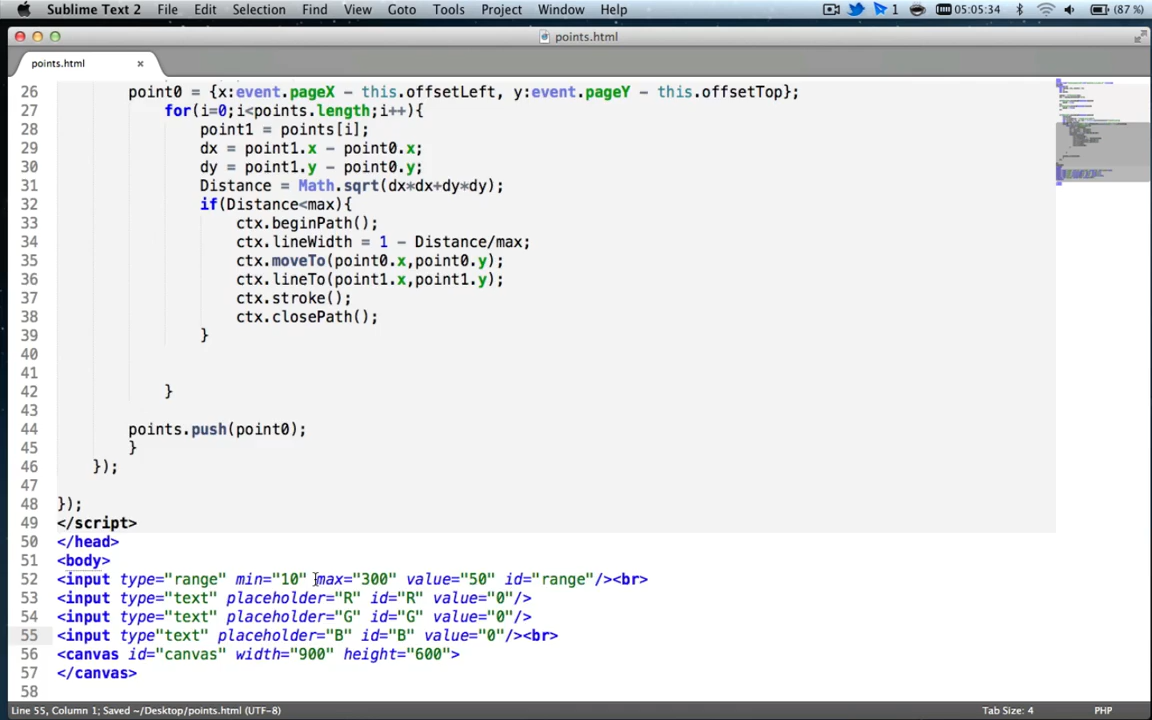 Sublime Text 2 File Edit Selection Find View Goto Tools Project Window Help 1 05:05:34 (87 %)
points.html
points.html ×
26 point0 = {x:event.pageX - this.offsetLeft, y:event.pageY - this.offsetTop};
27 for(i=0;i<points.length;i++){
28 point1 = points[i];
29 dx = point1.x - point0.x;
30 dy = point1.y - point0.y;
31 Distance = Math.sqrt(dx*dx+dy*dy);
32 if(Distance<max){
33 ctx.beginPath();
34 ctx.lineWidth = 1 - Distance/max;
35 ctx.moveTo(point0.x,point0.y);
36 ctx.lineTo(point1.x,point1.y);
37 ctx.stroke();
38 ctx.closePath();
39 }
40
41
42 }
43
44 points.push(point0);
45 }
46 });
47
48 });
49 </script>
50 </head>
51 <body>
52 <input type="range" min="10" max="300" value="50" id="range"/><br>
53 <input type="text" placeholder="R" id="R" value="0"/>
54 <input type="text" placeholder="G" id="G" value="0"/>
55 <input type"text" placeholder="B" id="B" value="0"/><br>
56 <canvas id="canvas" width="900" height="600">
57 </canvas>
58
Line 55, Column 1; Saved ~/Desktop/points.html (UTF-8) Tab Size: 4 PHP